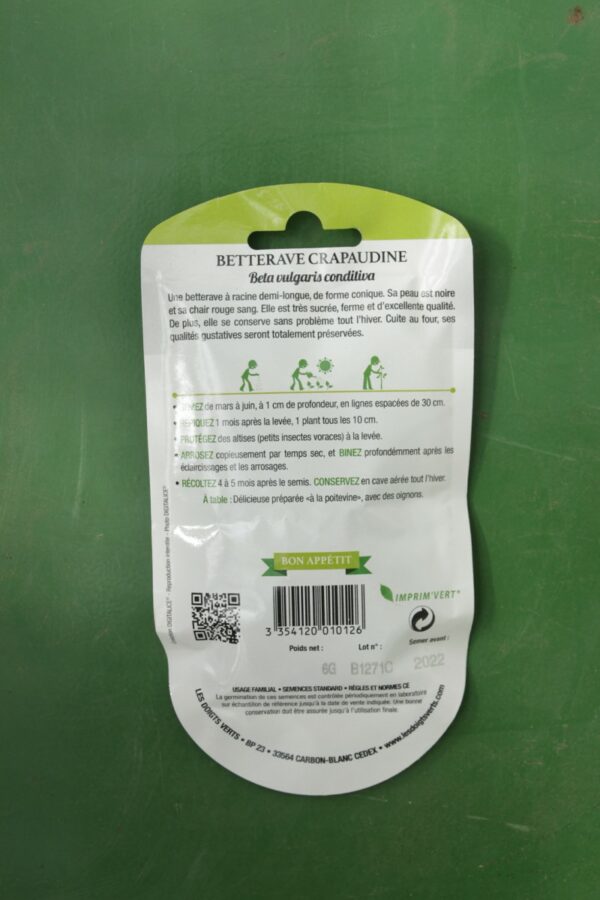 BETTERAVE CRAPAUDINE
Beta vulgaris conditiva
Une betterave à racine demi-longue, de forme conique. Sa peau est noire
et sa chair rouge sang. Elle est très sucrée, ferme et d'excellente qualité.
De plus, elle se conserve sans problème tout l'hiver. Cuite au four, ses
qualités gustatives seront totalement préservées.
• SEMEZ de mars à juin, à 1 cm de profondeur, en lignes espacées de 30 cm.
• REPIQUEZ 1 mois après la levée, 1 plant tous les 10 cm.
• PROTÉGEZ des altises (petits insectes voraces) à la levée.
• ARROSEZ copieusement par temps sec, et BINEZ profondémment après les
éclaircissages et les arrosages.
• RÉCOLTEZ 4 à 5 mois après le semis. CONSERVEZ en cave aérée tout l'hiver.
À table : Délicieuse préparée «à la poitevine», avec des oignons.
DIGITALICE® - Reproduction interdite - Photo DIGITALICE®
BON APPÉTIT
IMPRIM'VERT®
3 354120 010126
Poids net :
Lot n° :
Semer avant :
6G B1271C 2022
USAGE FAMILIAL • SEMENCES STANDARD • RÈGLES ET NORMES CE
La germination de ces semences est contrôlée périodiquement en laboratoire
sur échantillon de référence jusqu'à la date de vente indiquée. Une bonne
conservation doit être assurée jusqu'à l'utilisation finale.
LES DOIGTS VERTS • BP 23 • 33564 CARBON-BLANC CEDEX • www.lesdoigtsverts.com